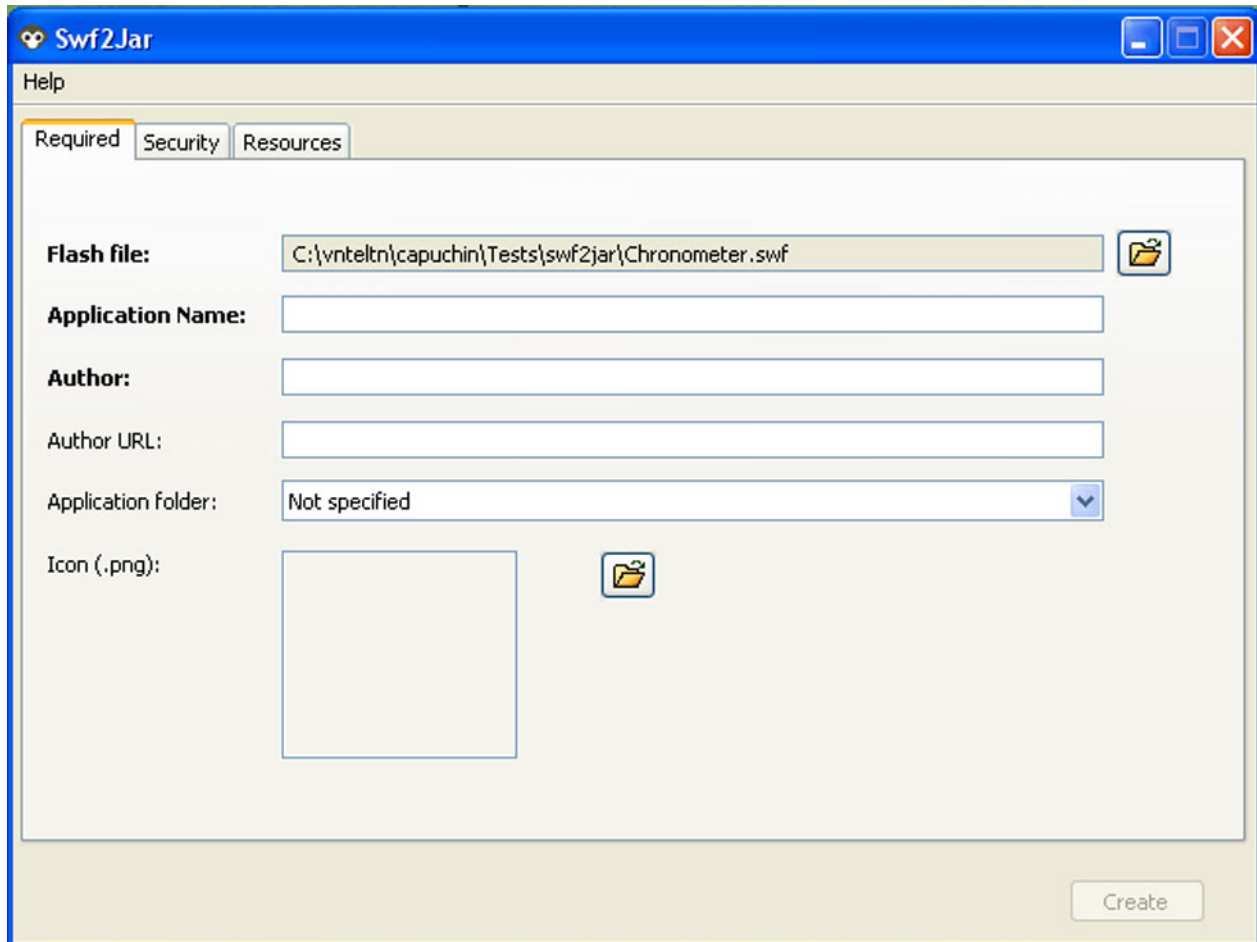 Swf2Jar
Help
Required Security Resources
Flash file: C:\vnteltn\capuchin\Tests\swf2jar\Chronometer.swf
Application Name:
Author:
Author URL:
Application folder: Not specified
Icon (.png):
Create